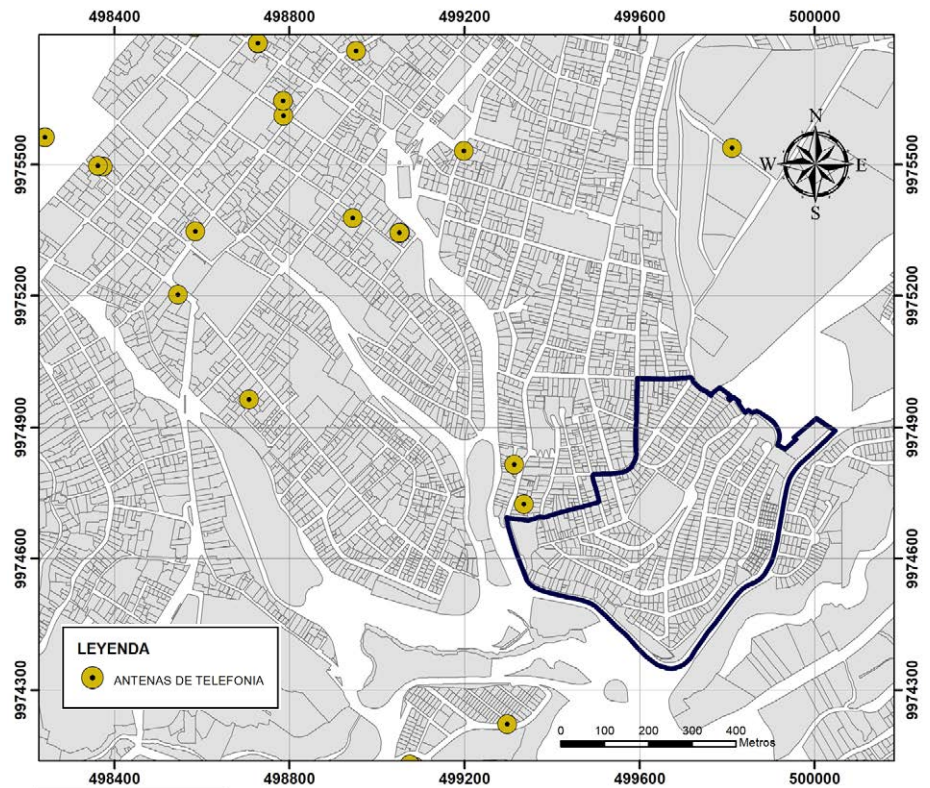 498400 498800 499200 499600 500000
N
W E
S
9975500 9975500
9975200 9975200
9974900 9974900
9974600 9974600
9974300 9974300
LEYENDA
ANTENAS DE TELEFONIA
0 100 200 300 400
Metros
498400 498800 499200 499600 500000